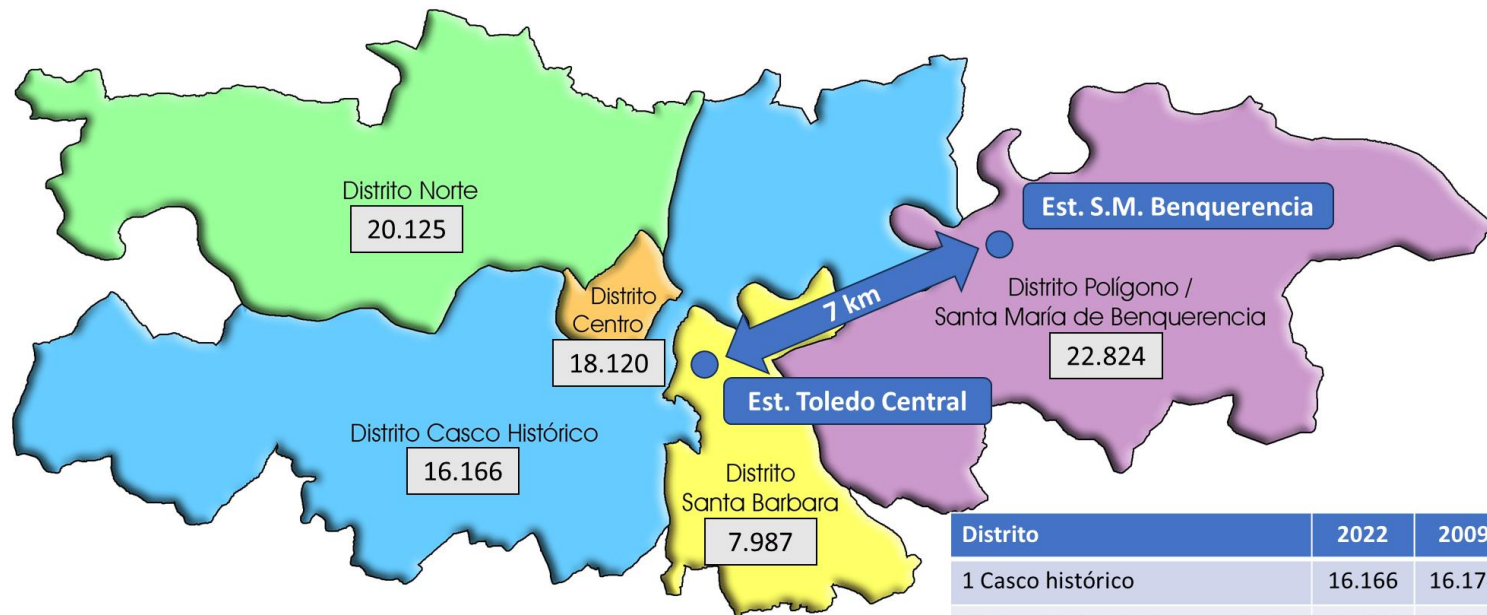 Distrito Norte
20.125
Est. S.M. Benquerencia
7 km
Distrito
Centro
18.120
Distrito Polígono /
Santa María de Benquerencia
22.824
Est. Toledo Central
Distrito Casco Histórico
16.166
Distrito
Santa Barbara
7.987
Distrito 2022 2009
1 Casco histórico 16.166